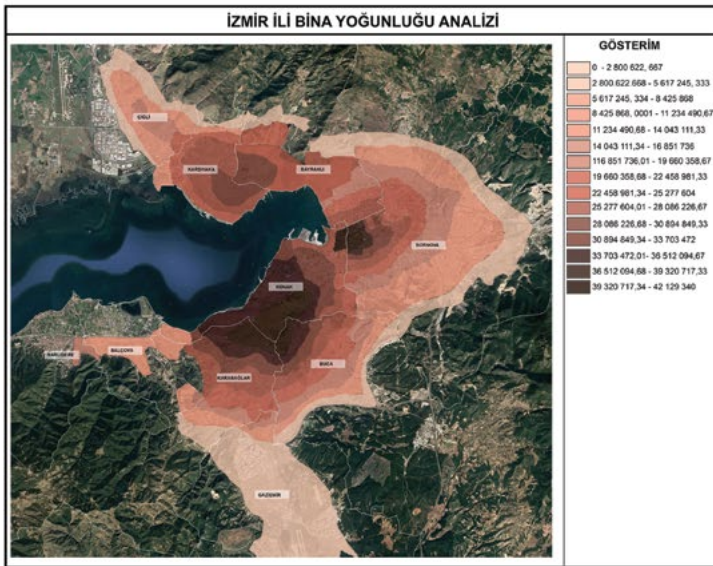 İZMİR İLİ BİNA YOĞUNLUĞU ANALİZİ
GÖSTERİM
0 - 2 800 622, 667
2 800 622.668 - 5 617 245, 333
5 617 245, 334 - 8 425 868
8 425 868, 0001 - 11 234 490,67
11 234 490,68 - 14 043 111,33
14 043 111,34 - 16 851 736
116 851 736,01 - 19 660 358,67
19 660 358,68 - 22 458 981,33
22 458 981,34 - 25 277 604
25 277 604,01 - 28 086 226,67
28 086 226,68 - 30 894 849,33
30 894 849,34 - 33 703 472
33 703 472,01 - 36 512 094,67
36 512 094,68 - 39 320 717,33
39 320 717,34 - 42 129 340
ÇİĞLİ
KARŞIYAKA
BAYRAKLI
BORNOVA
KONAK
NARLIDERE
BALÇOVA
KARABAĞLAR
BUCA
GAZİEMİR